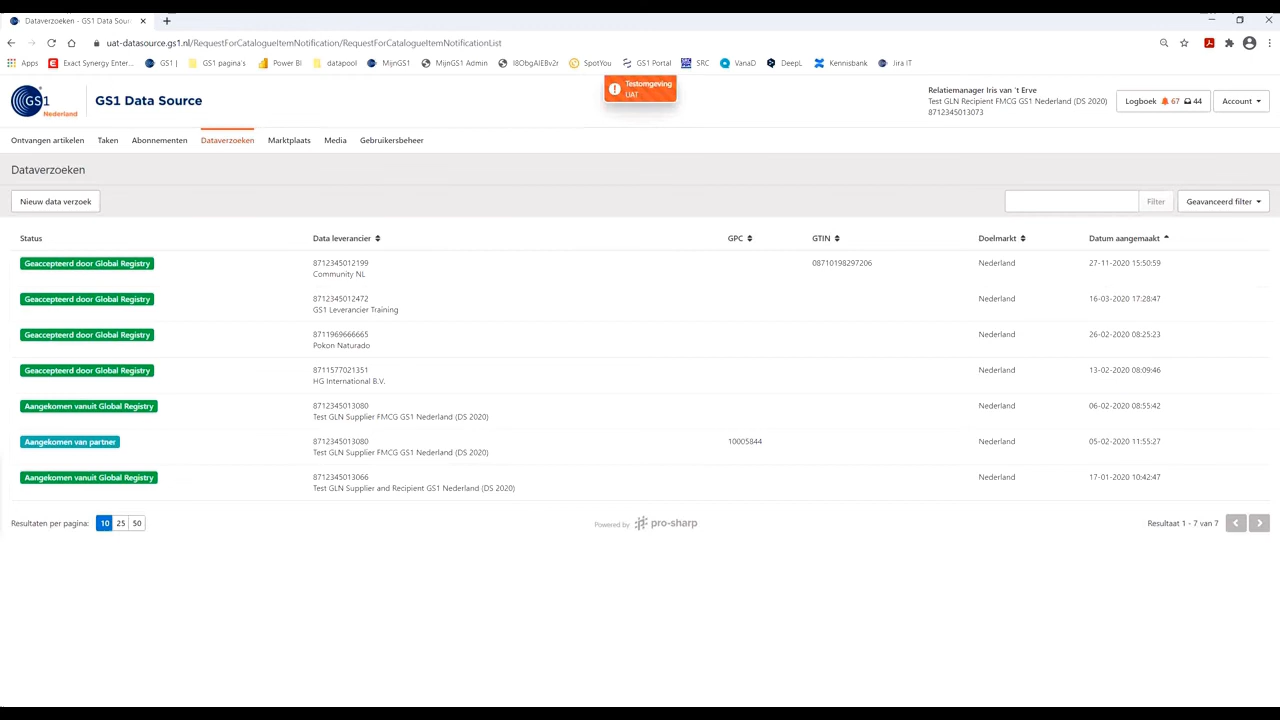 Dataverzoeken - GS1 Data Sour
uat-datasource.gs1.nl/RequestForCatalogueItemNotification/RequestForCatalogueItemNotificationList
Apps Exact Synergy Enter... GS1 | GS1 pagina's Power BI datapool MijnGS1 MijnGS1 Admin I8ObgAIEBv2r SpotYou GS1 Portal SRC VanaD DeepL Kennisbank Jira IT
GS1
Nederland
GS1 Data Source
Testomgeving
UAT
Relatiemanager Iris van 't Erve
Test GLN Recipient FMCG GS1 Nederland (DS 2020)
8712345013073
Logboek 67 44
Account
Ontvangen artikelen Taken Abonnementen Dataverzoeken Marktplaats Media Gebruikersbeheer
Dataverzoeken
Nieuw data verzoek Filter Geavanceerd filter
Status Data leverancier GPC GTIN Doelmarkt Datum aangemaakt
Geaccepteerd door Global Registry 8712345012199 08710198297206 Nederland 27-11-2020 15:50:59
Community NL
Geaccepteerd door Global Registry 8712345012472 Nederland 16-03-2020 17:28:47
GS1 Leverancier Training
Geaccepteerd door Global Registry 8711969666665 Nederland 26-02-2020 08:25:23
Pokon Naturado
Geaccepteerd door Global Registry 8711577021351 Nederland 13-02-2020 08:09:46
HG International B.V.
Aangekomen vanuit Global Registry 8712345013080 Nederland 06-02-2020 08:55:42
Test GLN Supplier FMCG GS1 Nederland (DS 2020)
Aangekomen van partner 8712345013080 10005844 Nederland 05-02-2020 11:55:27
Test GLN Supplier FMCG GS1 Nederland (DS 2020)
Aangekomen vanuit Global Registry 8712345013066 Nederland 17-01-2020 10:42:47
Test GLN Supplier and Recipient GS1 Nederland (DS 2020)
Resultaten per pagina: 10 25 50 Powered by pro-sharp Resultaat 1 - 7 van 7